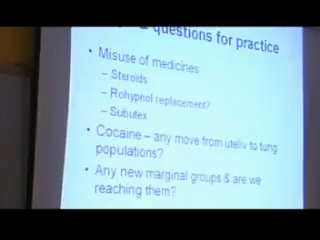 questions for practice
• Misuse of medicines:
– Steroids
– Rohypnol replacement?
– Subutex
• Cocaine – any move from uteliv to tung
populations?
• Any new marginal groups & are we
reaching them?